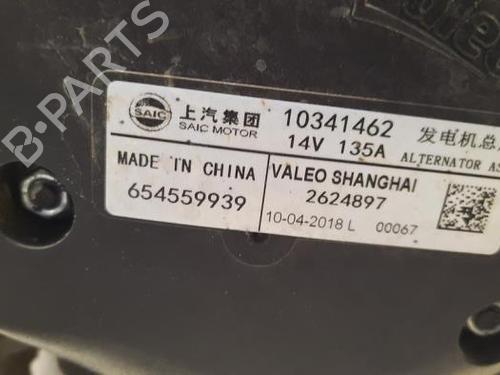 B-PARTS
SAIC 上汽集团 10341462 发电机总
SAIC MOTOR 14V 135A ALTERNATOR AS
MADE IN CHINA VALEO SHANGHAI
654559939 2624897
10-04-2018 L 00067